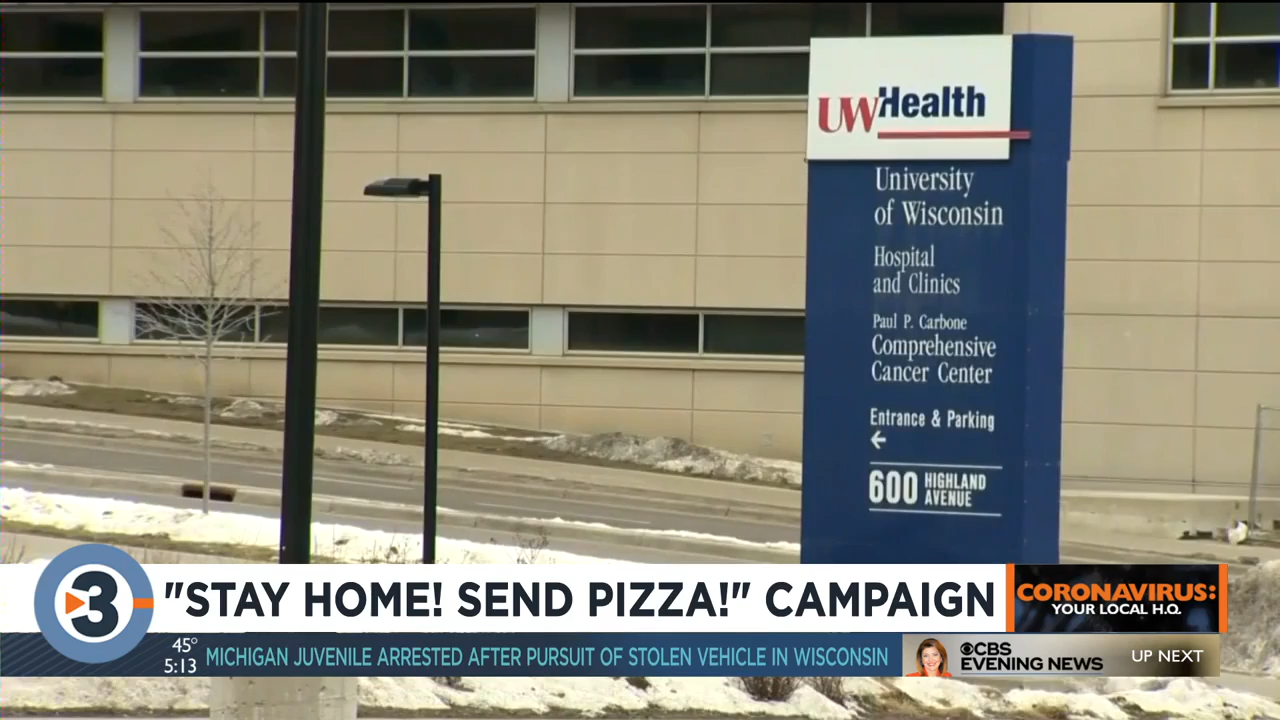 UWHealth
University
of Wisconsin
Hospital
and Clinics
Paul P. Carbone
Comprehensive
Cancer Center
Entrance & Parking
←
600 HIGHLAND
AVENUE
3
"STAY HOME! SEND PIZZA!" CAMPAIGN
CORONAVIRUS:
YOUR LOCAL H.Q.
45°
5:13
MICHIGAN JUVENILE ARRESTED AFTER PURSUIT OF STOLEN VEHICLE IN WISCONSIN
CBS
EVENING NEWS
UP NEXT